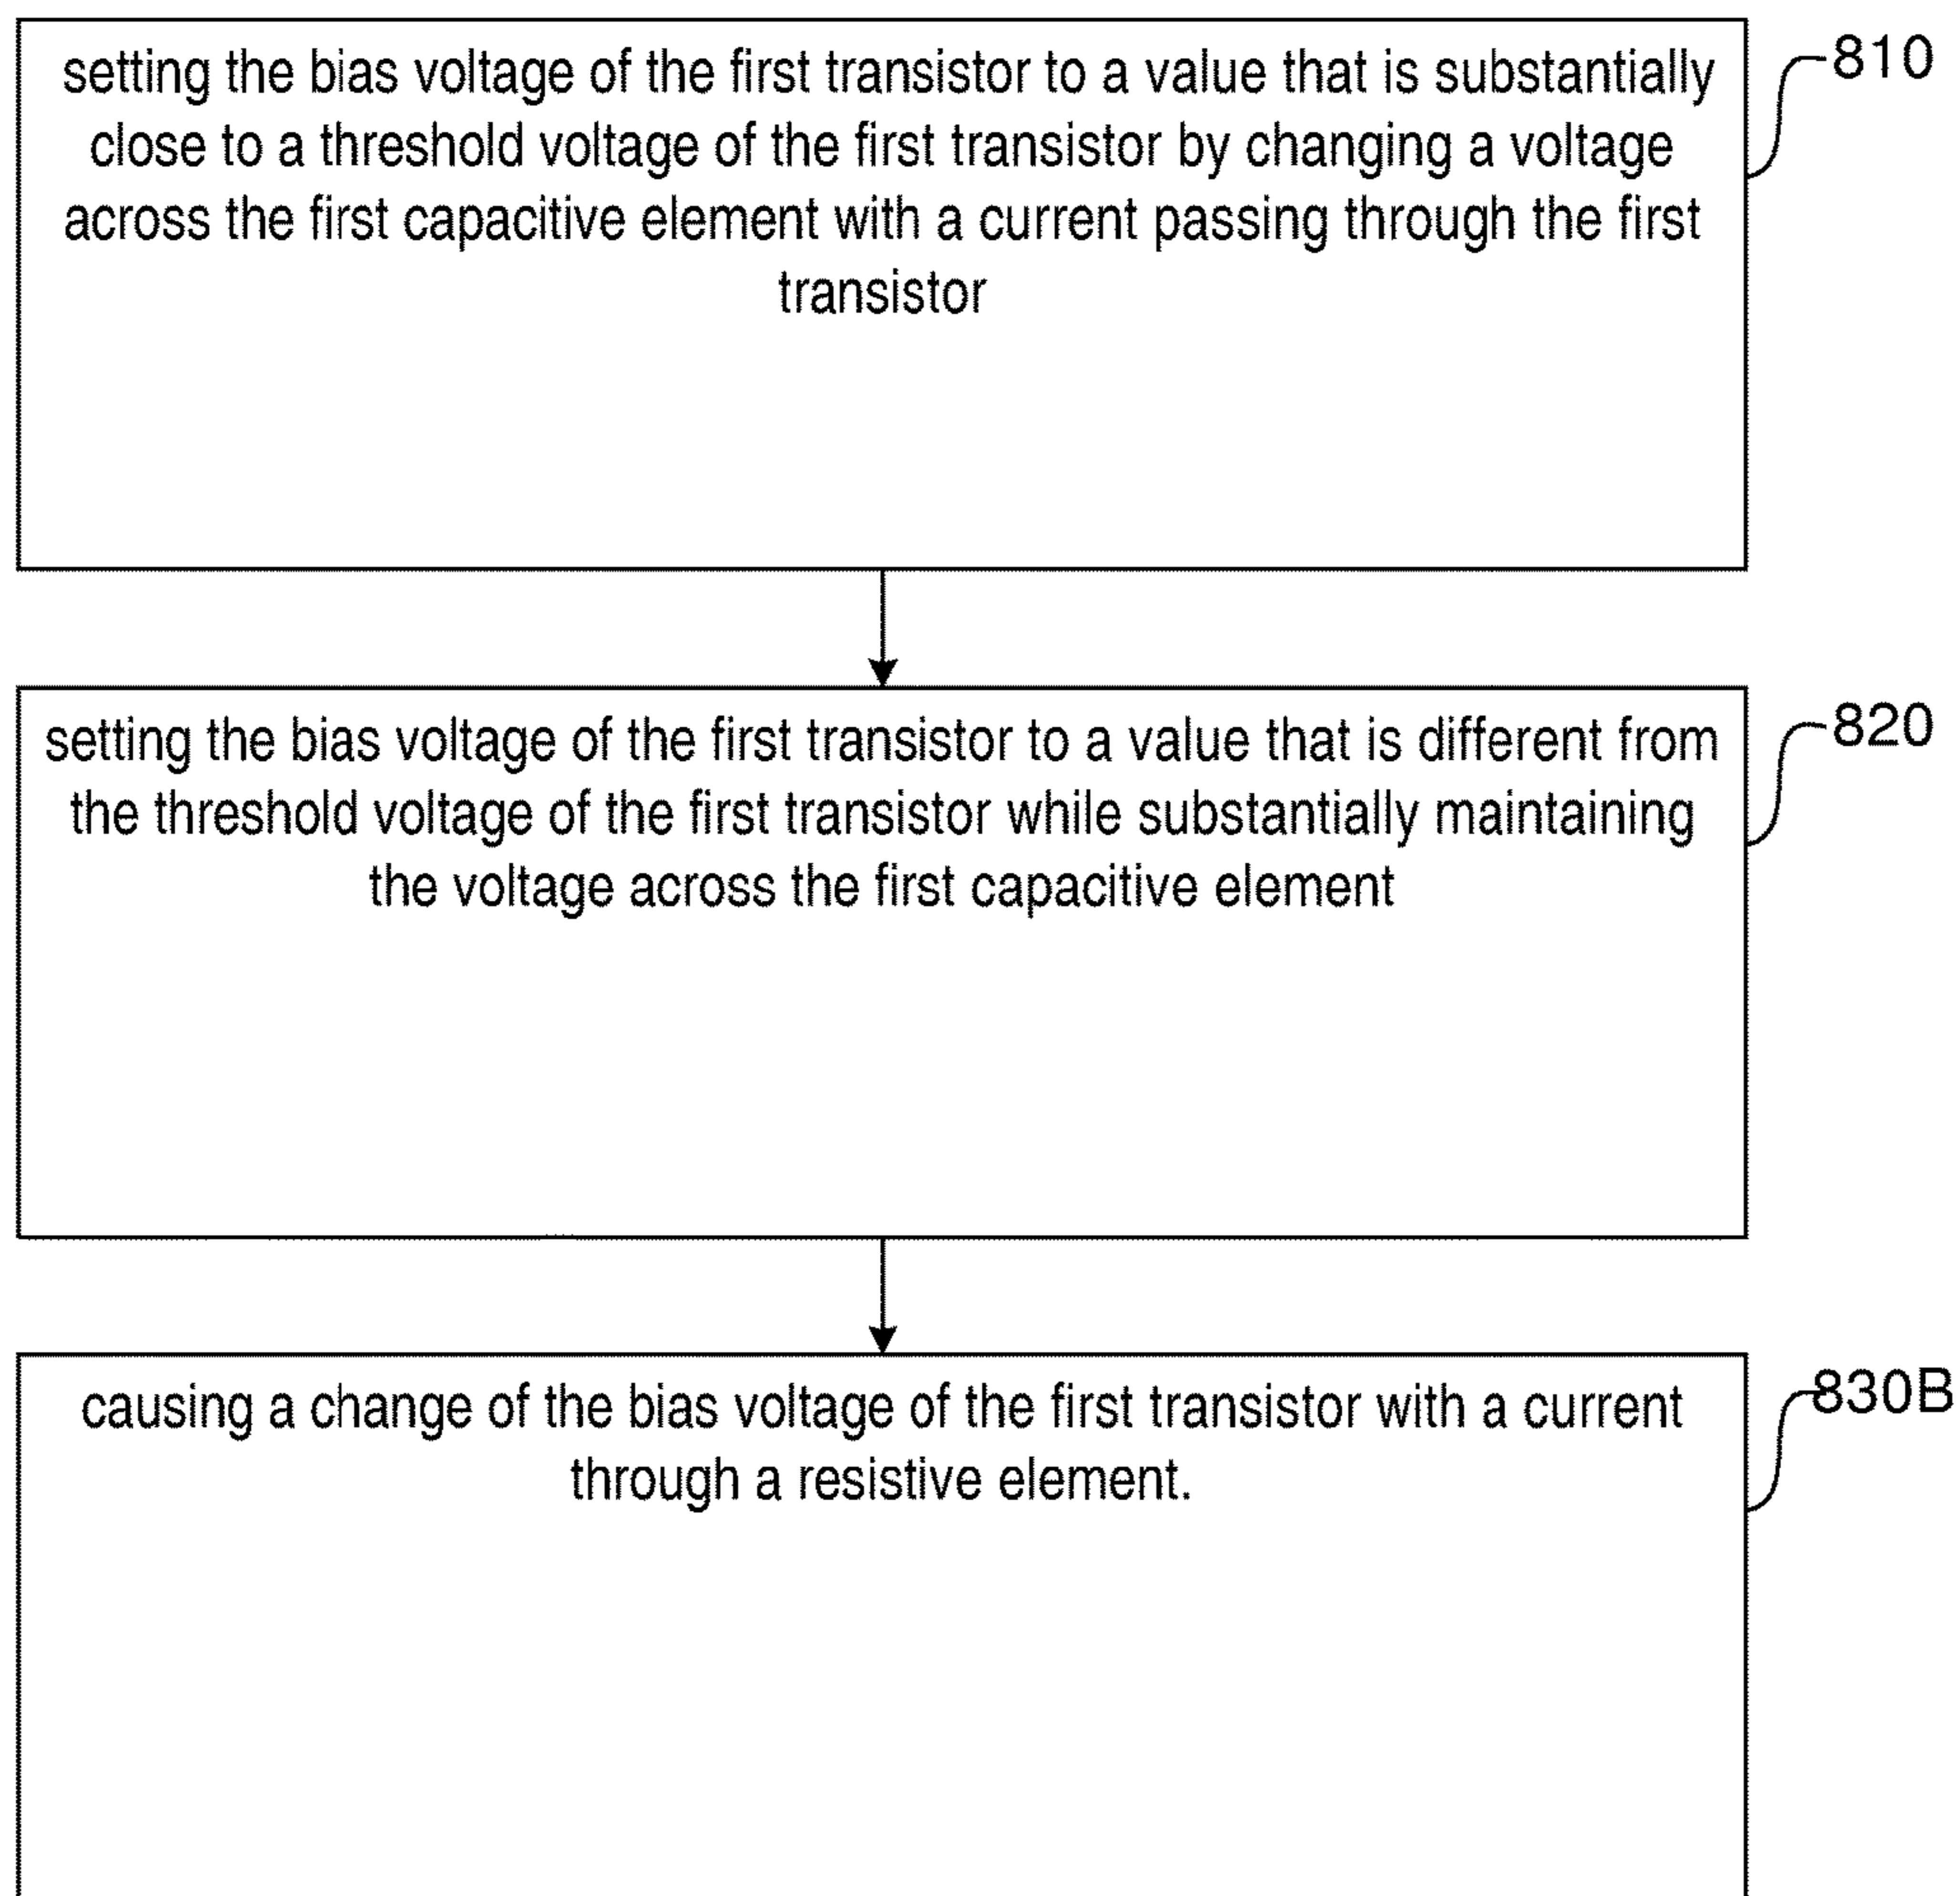 setting the bias voltage of the first transistor to a value that is substantially
close to a threshold voltage of the first transistor by changing a voltage
across the first capacitive element with a current passing through the first
transistor
810
setting the bias voltage of the first transistor to a value that is different from
the threshold voltage of the first transistor while substantially maintaining
the voltage across the first capacitive element
820
causing a change of the bias voltage of the first transistor with a current
through a resistive element.
830B